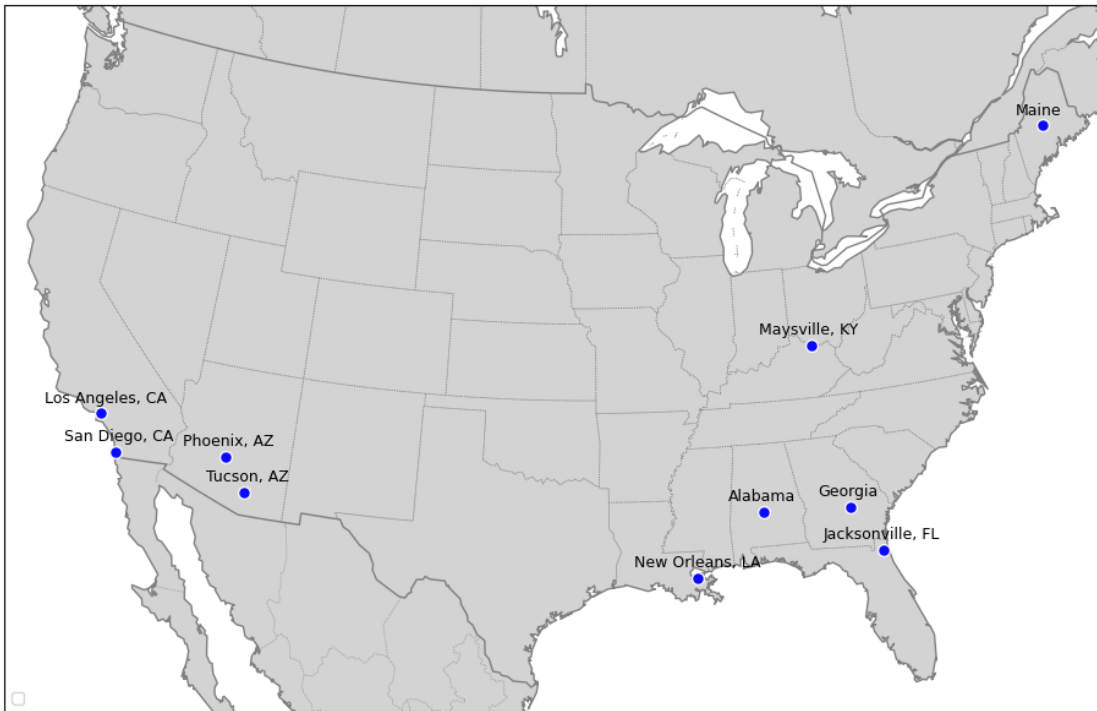 Maine
Maysville, KY
Los Angeles, CA
San Diego, CA
Phoenix, AZ
Tucson, AZ
Alabama
Georgia
Jacksonville, FL
New Orleans, LA